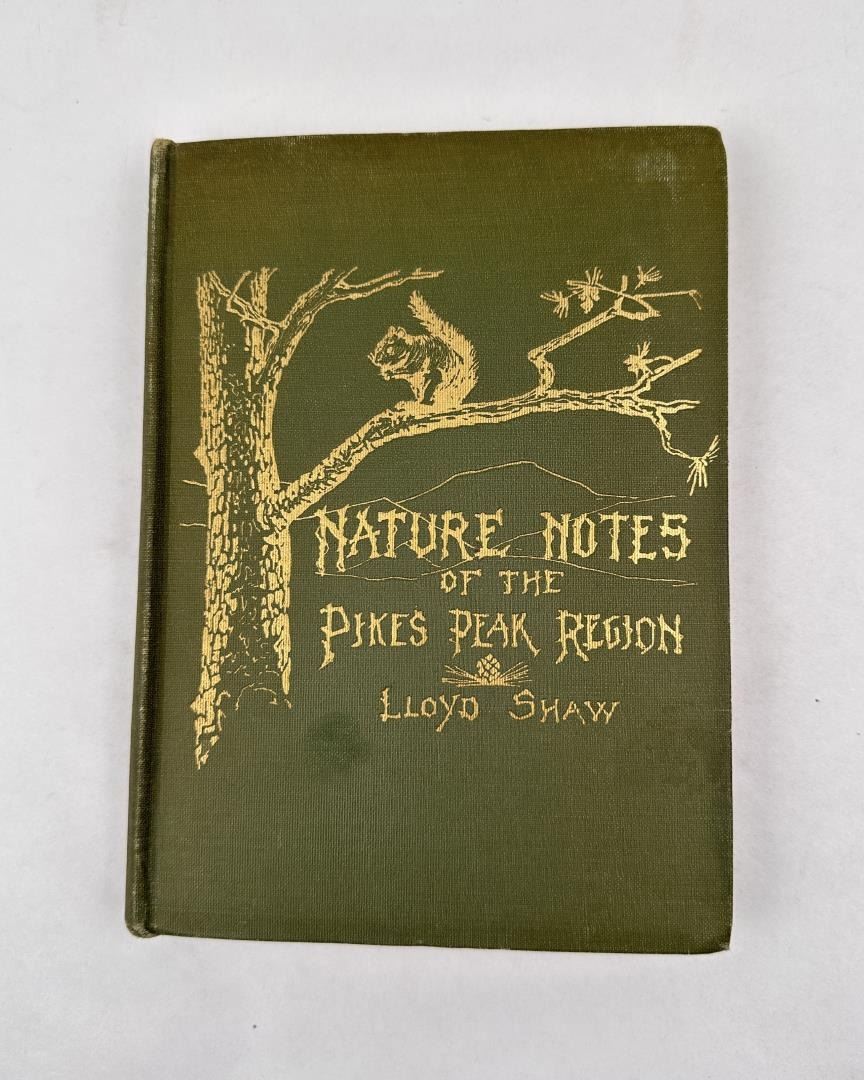 NATURE NOTES
OF THE
PIKES PEAK REGION
LLOYD SHAW